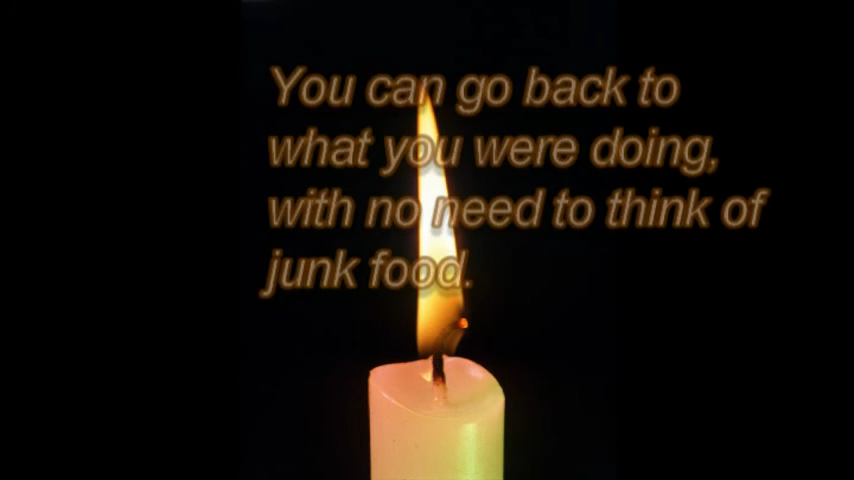 You can go back to
what you were doing,
with no need to think of
junk food.